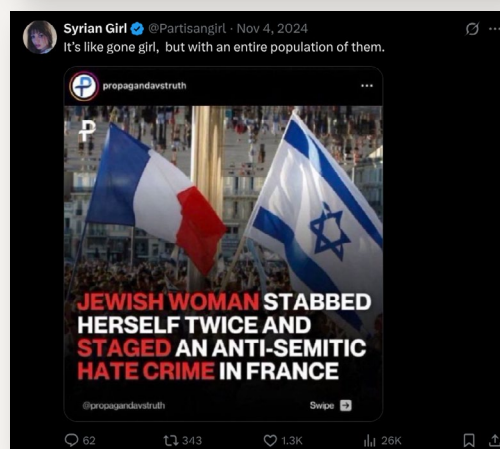 Syrian Girl @Partisangirl · Nov 4, 2024
It's like gone girl, but with an entire population of them.
propagandavstruth
JEWISH WOMAN STABBED
HERSELF TWICE AND
STAGED AN ANTI-SEMITIC
HATE CRIME IN FRANCE
@propagandavstruth
Swipe
62 343 1.3K 26K